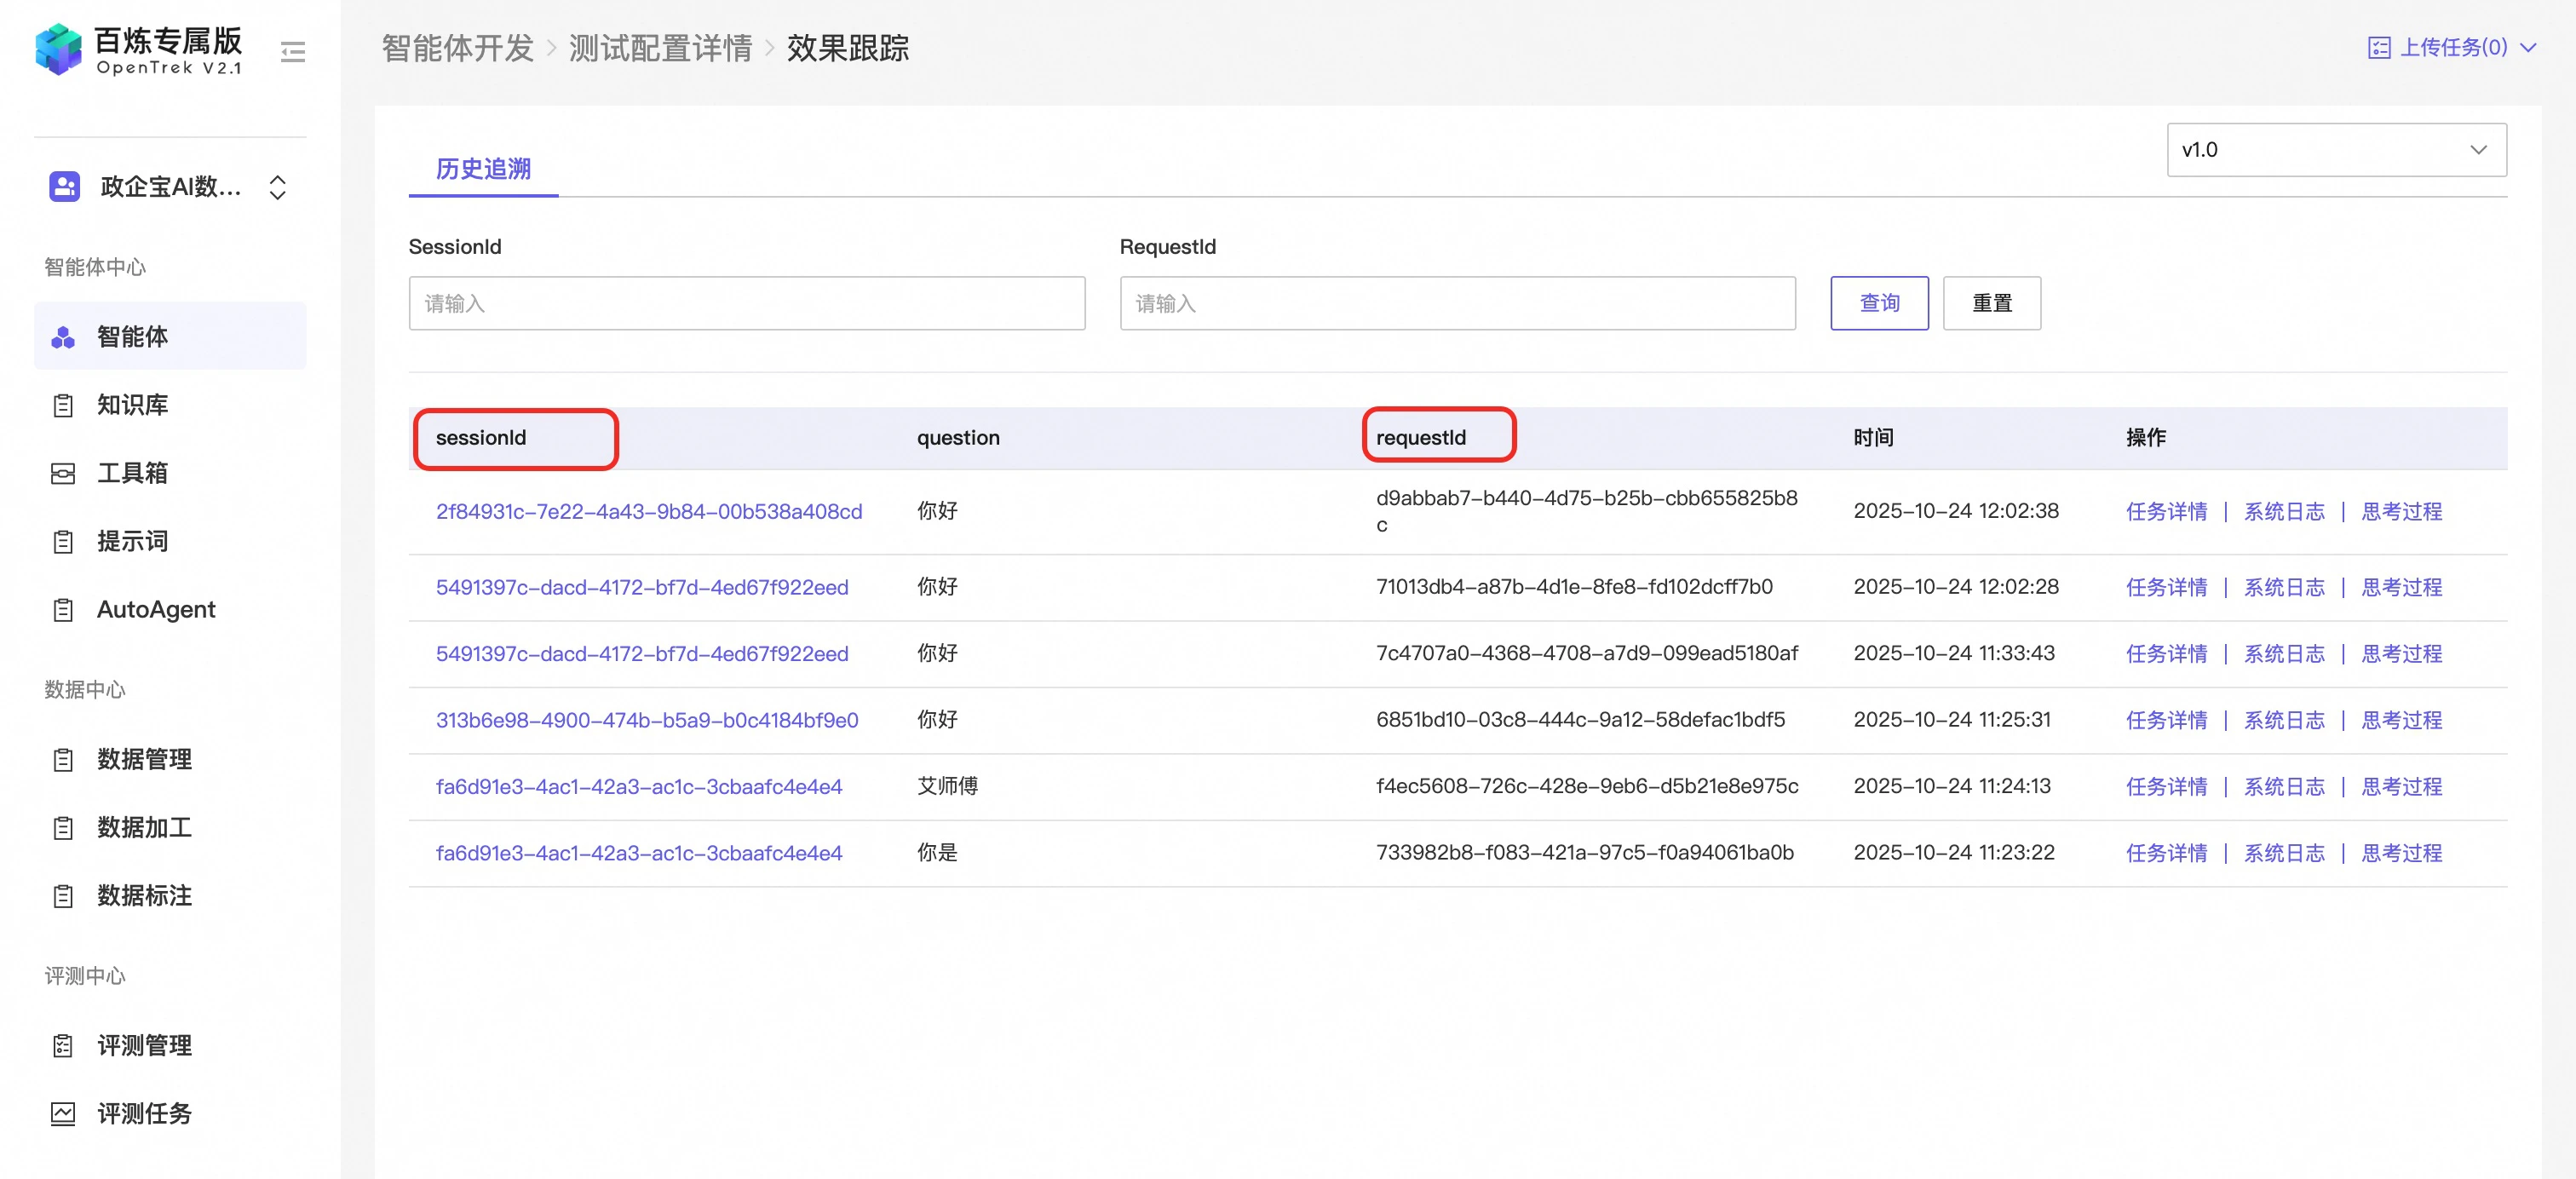 百炼专属版
OpenTrek V2.1
政企宝AI数...
智能体中心
智能体
知识库
工具箱
提示词
AutoAgent
数据中心
数据管理
数据加工
数据标注
评测中心
评测管理
评测任务
智能体开发 > 测试配置详情 > 效果跟踪
上传任务(0)
历史追溯
v1.0
SessionId RequestId
请输入 请输入 查询 重置
sessionId question requestId 时间 操作
2f84931c-7e22-4a43-9b84-00b538a408cd 你好 d9abbab7-b440-4d75-b25b-cbb655825b8c 2025-10-24 12:02:38 任务详情 | 系统日志 | 思考过程
5491397c-dacd-4172-bf7d-4ed67f922eed 你好 71013db4-a87b-4d1e-8fe8-fd102dcff7b0 2025-10-24 12:02:28 任务详情 | 系统日志 | 思考过程
5491397c-dacd-4172-bf7d-4ed67f922eed 你好 7c4707a0-4368-4708-a7d9-099ead5180af 2025-10-24 11:33:43 任务详情 | 系统日志 | 思考过程
313b6e98-4900-474b-b5a9-b0c4184bf9e0 你好 6851bd10-03c8-444c-9a12-58defac1bdf5 2025-10-24 11:25:31 任务详情 | 系统日志 | 思考过程
fa6d91e3-4ac1-42a3-ac1c-3cbaafc4e4e4 艾师傅 f4ec5608-726c-428e-9eb6-d5b21e8e975c 2025-10-24 11:24:13 任务详情 | 系统日志 | 思考过程
fa6d91e3-4ac1-42a3-ac1c-3cbaafc4e4e4 你是 733982b8-f083-421a-97c5-f0a94061ba0b 2025-10-24 11:23:22 任务详情 | 系统日志 | 思考过程